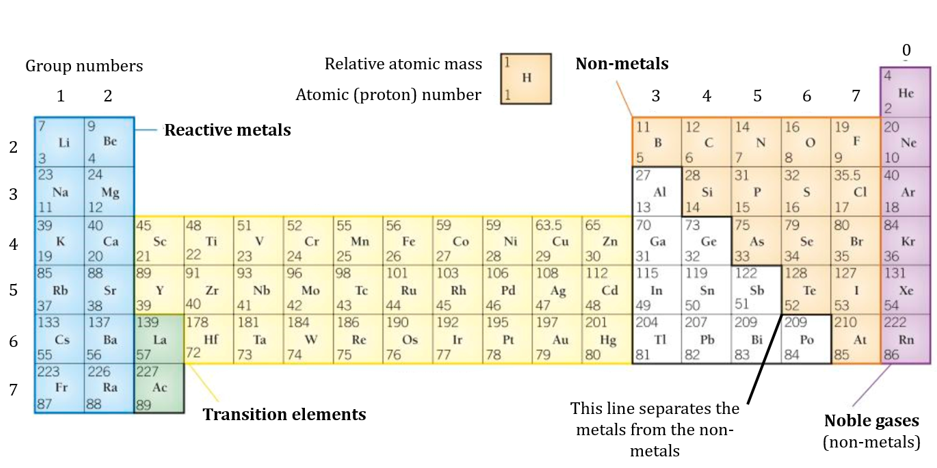 0
Group numbers
1 2
Relative atomic mass
Atomic (proton) number
1
H
1
Non-metals
3 4 5 6 7
4
He
2
Reactive metals
2
7 9 11 12 14 16 19 20
Li Be B C N O F Ne
3 4 5 6 7 8 9 10
3
23 24 27 28 31 32 35.5 40
Na Mg Al Si P S Cl Ar
11 12 13 14 15 16 17 18
4
39 40 45 48 51 52 55 56 59 59 63.5 65 70 73 75 79 80 84
K Ca Sc Ti V Cr Mn Fe Co Ni Cu Zn Ga Ge As Se Br Kr
19 20 21 22 23 24 25 26 27 28 29 30 31 32 33 34 35 36
5
85 88 89 91 93 96 98 101 103 106 108 112 115 119 122 128 127 131
Rb Sr Y Zr Nb Mo Tc Ru Rh Pd Ag Cd In Sn Sb Te I Xe
37 38 39 40 41 42 43 44 45 46 47 48 49 50 51 52 53 54
6
133 137 139 178 181 184 186 190 192 195 197 201 204 207 209 209 210 222
Cs Ba La Hf Ta W Re Os Ir Pt Au Hg Tl Pb Bi Po At Rn
55 56 57 72 73 74 75 76 77 78 79 80 81 82 83 84 85 86
7
223 226 227
Fr Ra Ac
87 88 89
Transition elements
This line separates the
metals from the non-
metals
Noble gases
(non-metals)